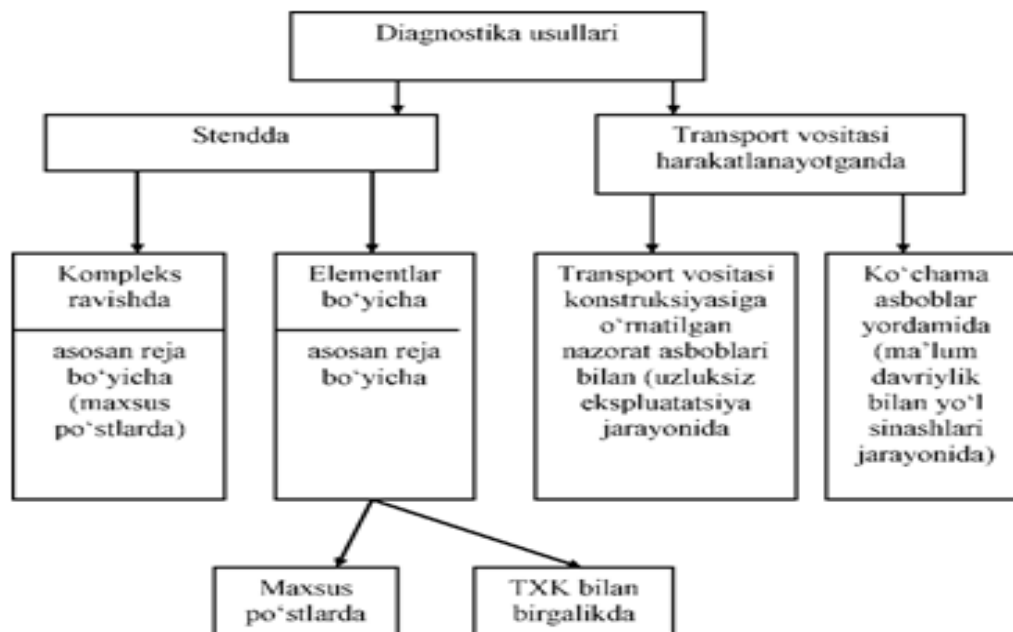 Diagnostika usullari
Stendda
Transport vositasi
harakatlanayotganda
Kompleks
ravishda
asosan reja
bo‘yicha
(maxsus
po‘stlarda)
Elementlar
bo‘yicha
asosan reja
bo‘yicha
Transport vositasi
konstruksiyasiga
o‘rnatilgan
nazorat asboblari
bilan (uzluksiz
ekspluatatsiya
jarayonida
Ko‘chama
asboblar
yordamida
(ma’lum
davriylik
bilan yo‘l
sinashlari
jarayonida)
Maxsus
po‘stlarda
TXK bilan
birgalikda